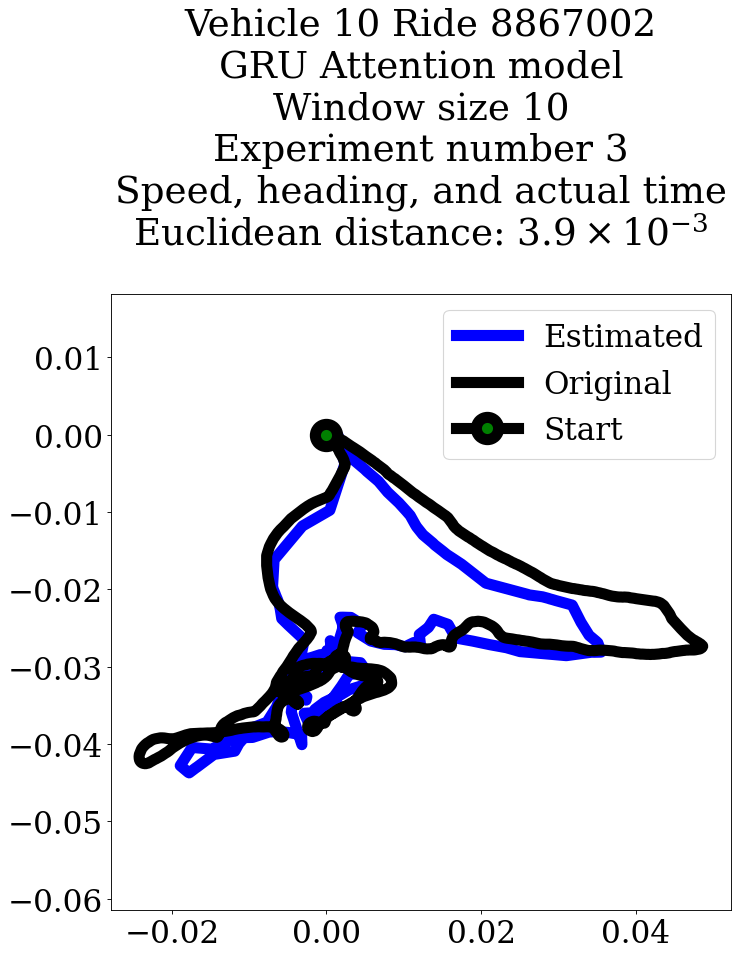 Vehicle 10 Ride 8867002
GRU Attention model
Window size 10
Experiment number 3
Speed, heading, and actual time
Euclidean distance: 3.9 × 10⁻³
Estimated
Original
Start
0.01
0.00
−0.01
−0.02
−0.03
−0.04
−0.05
−0.06
−0.02
0.00
0.02
0.04